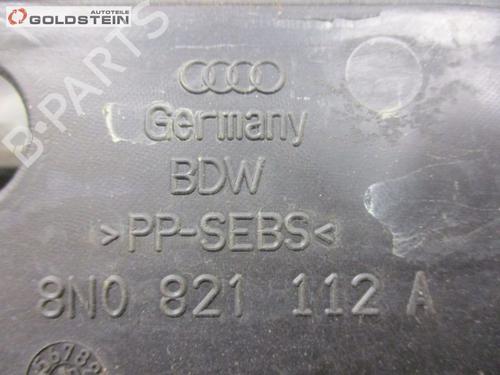 AUTOTEILE
GOLDSTEIN
B-PARTS
Germany
BDW
>PP-SEBS<
8N0 821 112 A